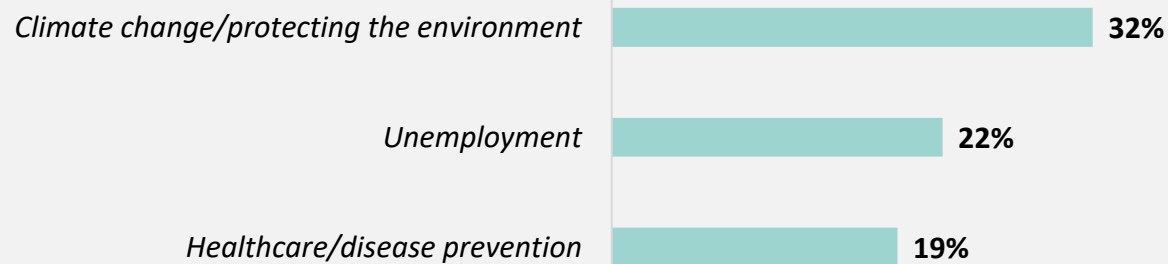 Climate change/protecting the environment 32%
Unemployment 22%
Healthcare/disease prevention 19%